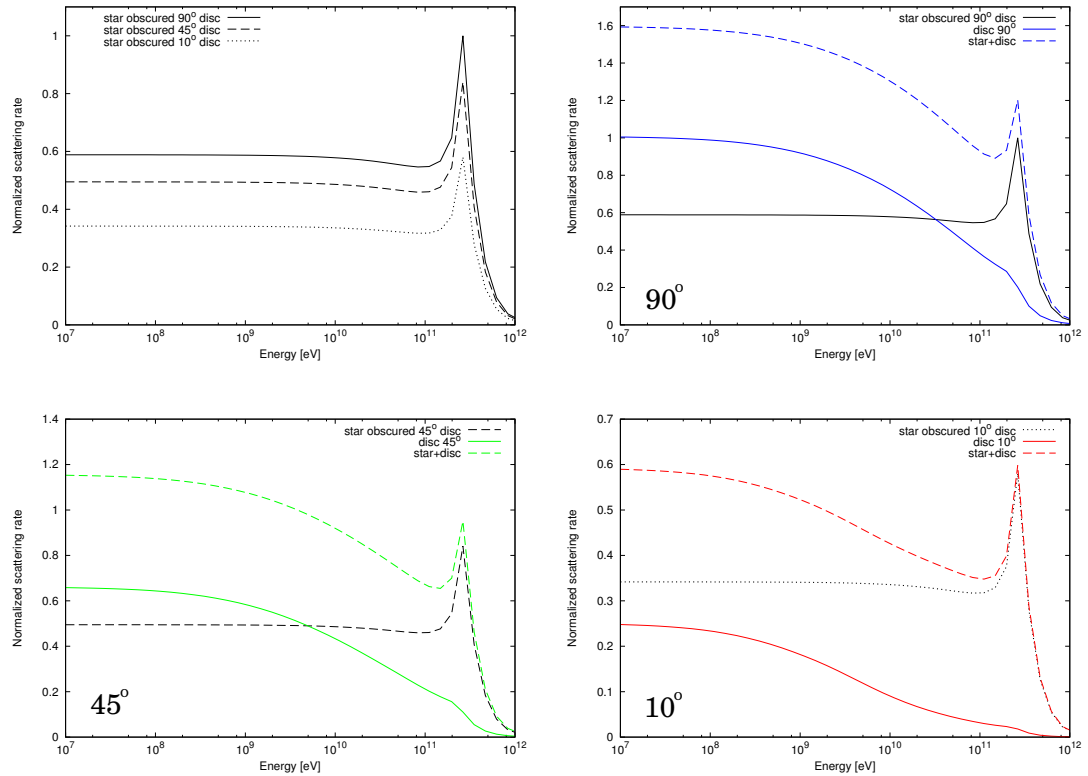 star obscured 90° disc
star obscured 45° disc
star obscured 10° disc
Normalized scattering rate
1
0.8
0.6
0.4
0.2
0
10^7 10^8 10^9 10^10 10^11 10^12
Energy [eV]
star obscured 90° disc
disc 90°
star+disc
Normalized scattering rate
1.6
1.4
1.2
1
0.8
0.6
0.4
0.2
0
90°
10^7 10^8 10^9 10^10 10^11 10^12
Energy [eV]
star obscured 45° disc
disc 45°
star+disc
Normalized scattering rate
1.4
1.2
1
0.8
0.6
0.4
0.2
0
45°
10^7 10^8 10^9 10^10 10^11 10^12
Energy [eV]
star obscured 10° disc
disc 10°
star+disc
Normalized scattering rate
0.7
0.6
0.5
0.4
0.3
0.2
0.1
0
10°
10^7 10^8 10^9 10^10 10^11 10^12
Energy [eV]